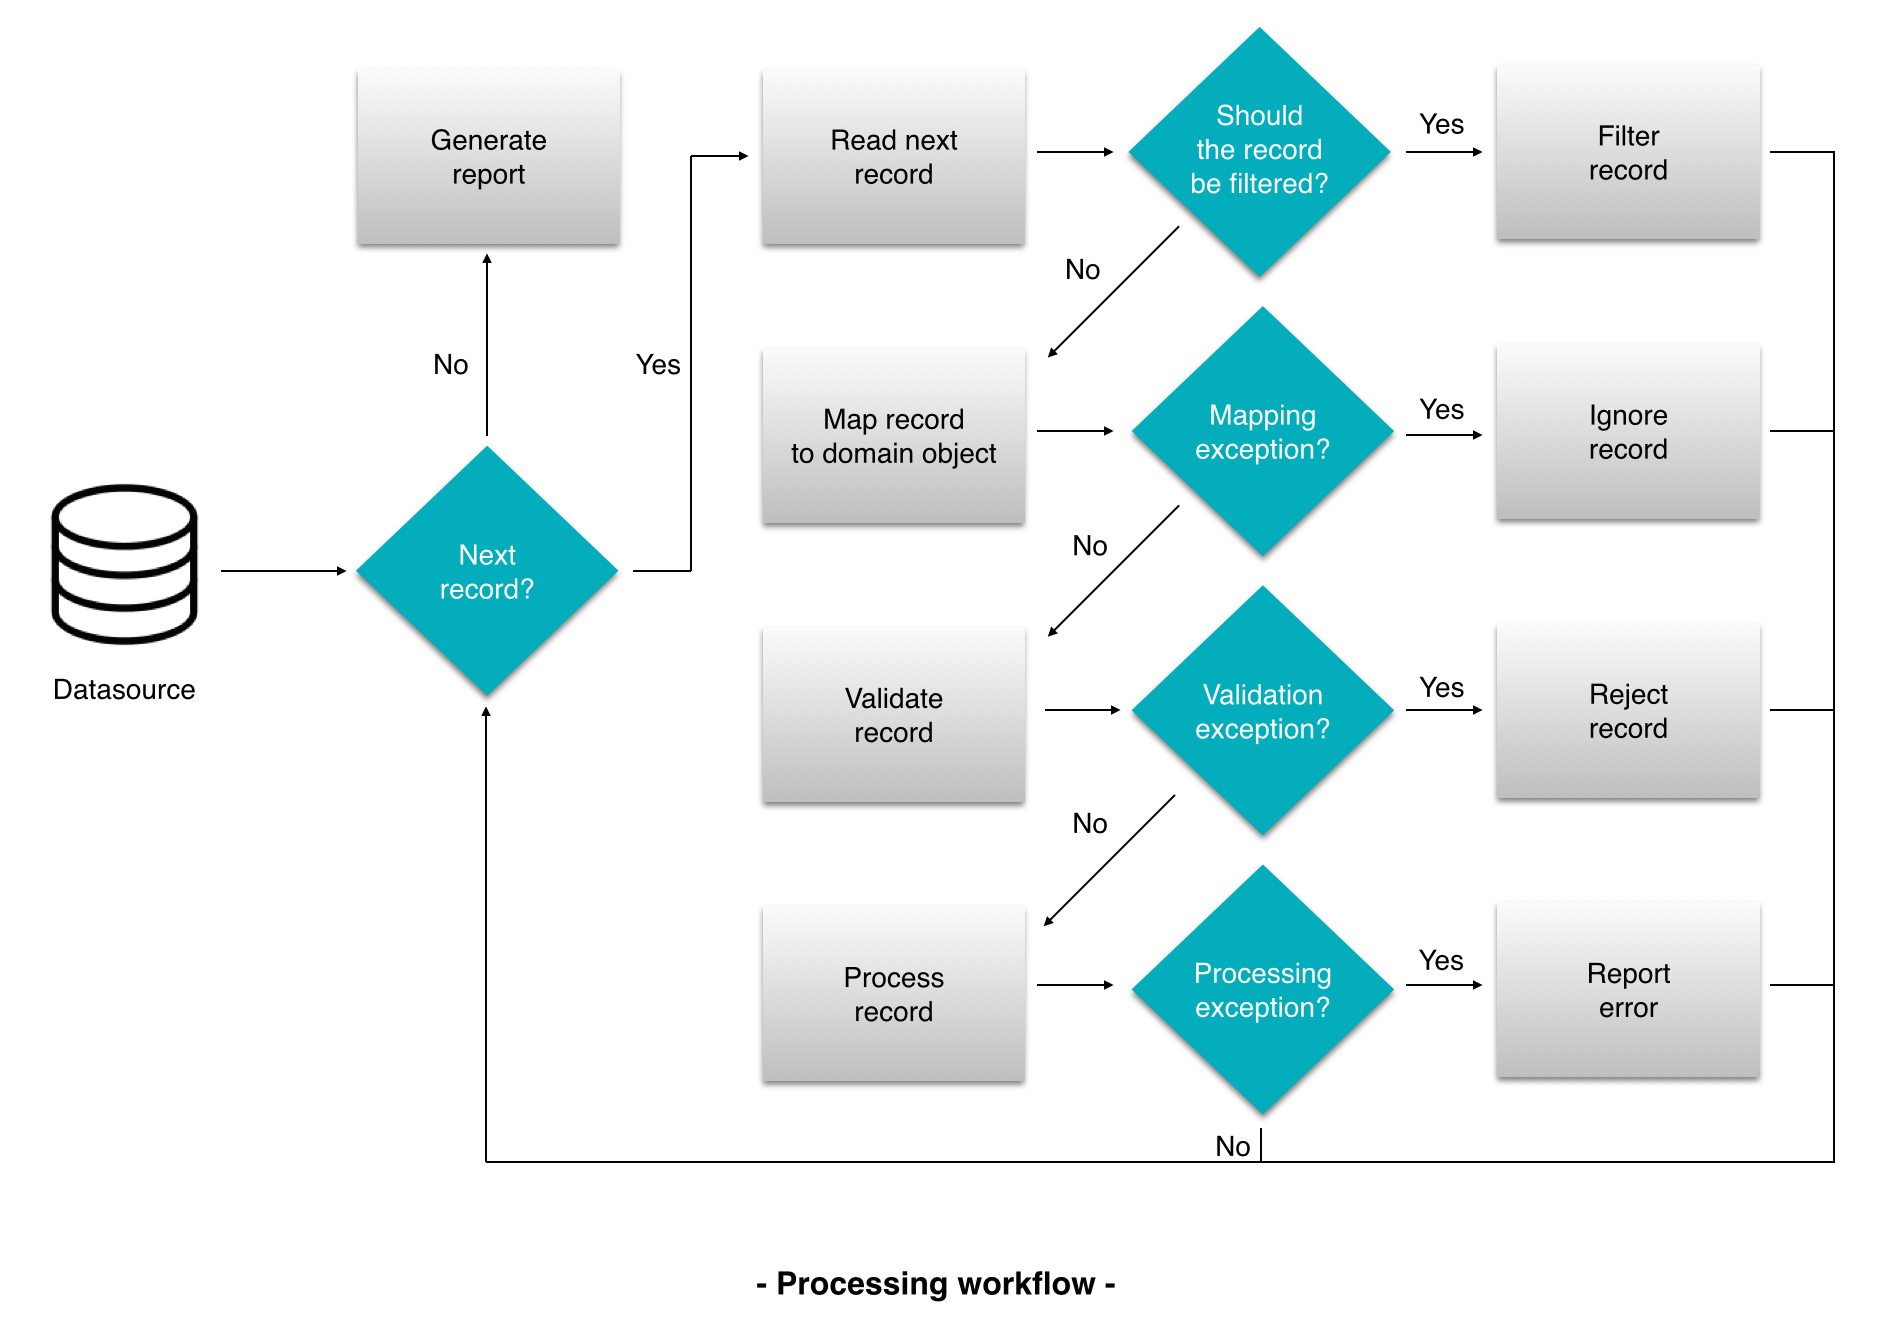 Generate
report
Read next
record
Should
the record
be filtered?
Yes
Filter
record
No
No
Yes
Map record
to domain object
Mapping
exception?
Yes
Ignore
record
Datasource
Next
record?
No
Validate
record
Validation
exception?
Yes
Reject
record
No
Process
record
Processing
exception?
Yes
Report
error
No
- Processing workflow -